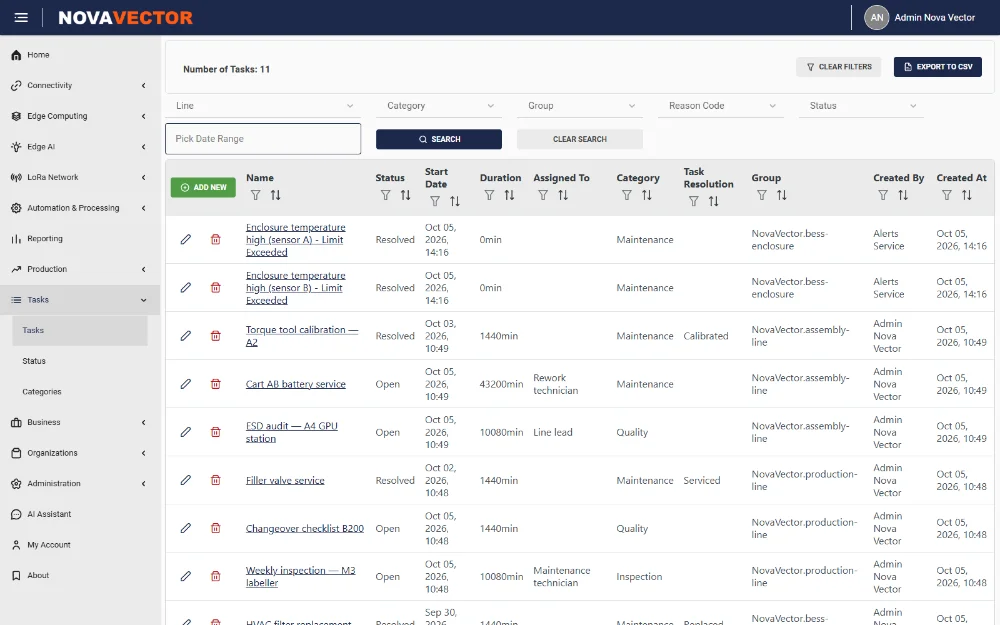 NOVAVECTOR
AN Admin Nova Vector
Home
Connectivity
Edge Computing
Edge AI
LoRa Network
Automation & Processing
Reporting
Production
Tasks
Tasks
Status
Categories
Business
Organizations
Administration
AI Assistant
My Account
About
Number of Tasks: 11
CLEAR FILTERS
EXPORT TO CSV
Line Category Group Reason Code Status
Pick Date Range
SEARCH
CLEAR SEARCH
ADD NEW
Name
Status
Start
Date
Duration
Assigned To
Category
Task
Resolution
Group
Created By
Created At
Enclosure temperature
high (sensor A) - Limit
Exceeded
Resolved
Oct 05,
2026,
14:16
0min
Maintenance
NovaVector.bess-
enclosure
Alerts
Service
Oct 05,
2026, 14:16
Enclosure temperature
high (sensor B) - Limit
Exceeded
Resolved
Oct 05,
2026,
14:16
0min
Maintenance
NovaVector.bess-
enclosure
Alerts
Service
Oct 05,
2026, 14:16
Torque tool calibration —
A2
Resolved
Oct 03,
2026,
10:49
1440min
Maintenance
Calibrated
NovaVector.assembly-
line
Admin
Nova
Vector
Oct 05,
2026, 10:49
Cart AB battery service
Open
Oct 05,
2026,
10:49
43200min
Rework
technician
Maintenance
NovaVector.assembly-
line
Admin
Nova
Vector
Oct 05,
2026, 10:49
ESD audit — A4 GPU
station
Open
Oct 05,
2026,
10:49
10080min
Line lead
Quality
NovaVector.assembly-
line
Admin
Nova
Vector
Oct 05,
2026, 10:49
Filler valve service
Resolved
Oct 02,
2026,
10:48
1440min
Maintenance
Serviced
NovaVector.production-
line
Admin
Nova
Vector
Oct 05,
2026, 10:48
Changeover checklist B200
Open
Oct 05,
2026,
10:48
1440min
Quality
NovaVector.production-
line
Admin
Nova
Vector
Oct 05,
2026, 10:48
Weekly inspection — M3
labeller
Open
Oct 05,
2026,
10:48
10080min
Maintenance
technician
Inspection
NovaVector.production-
line
Admin
Nova
Vector
Oct 05,
2026, 10:48
HVAC filter replacement
Resolved
Sep 30,
2026,
1440min
Maintenance
Replaced
NovaVector.bess-
Admin
Nova
Oct 05,